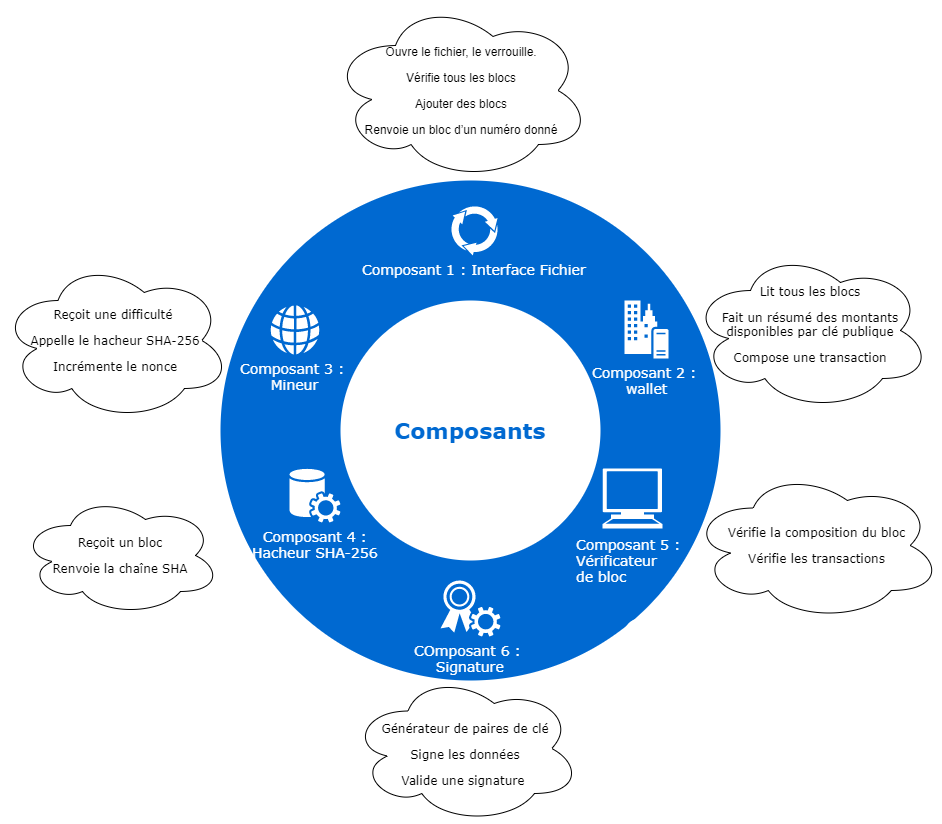 Ouvre le fichier, le verrouille.
Vérifie tous les blocs
Ajouter des blocs
Renvoie un bloc d'un numéro donné
Composant 1 : Interface Fichier
Reçoit une difficulté
Appelle le hacheur SHA-256
Incrémente le nonce
Composant 3 :
Mineur
Composant 2 :
wallet
Lit tous les blocs
Fait un résumé des montants
disponibles par clé publique
Compose une transaction
Composants
Reçoit un bloc
Renvoie la chaîne SHA
Composant 4 :
Hacheur SHA-256
Composant 5 :
Vérificateur
de bloc
Vérifie la composition du bloc
Vérifie les transactions
COmposant 6 :
Signature
Générateur de paires de clé
Signe les données
Valide une signature